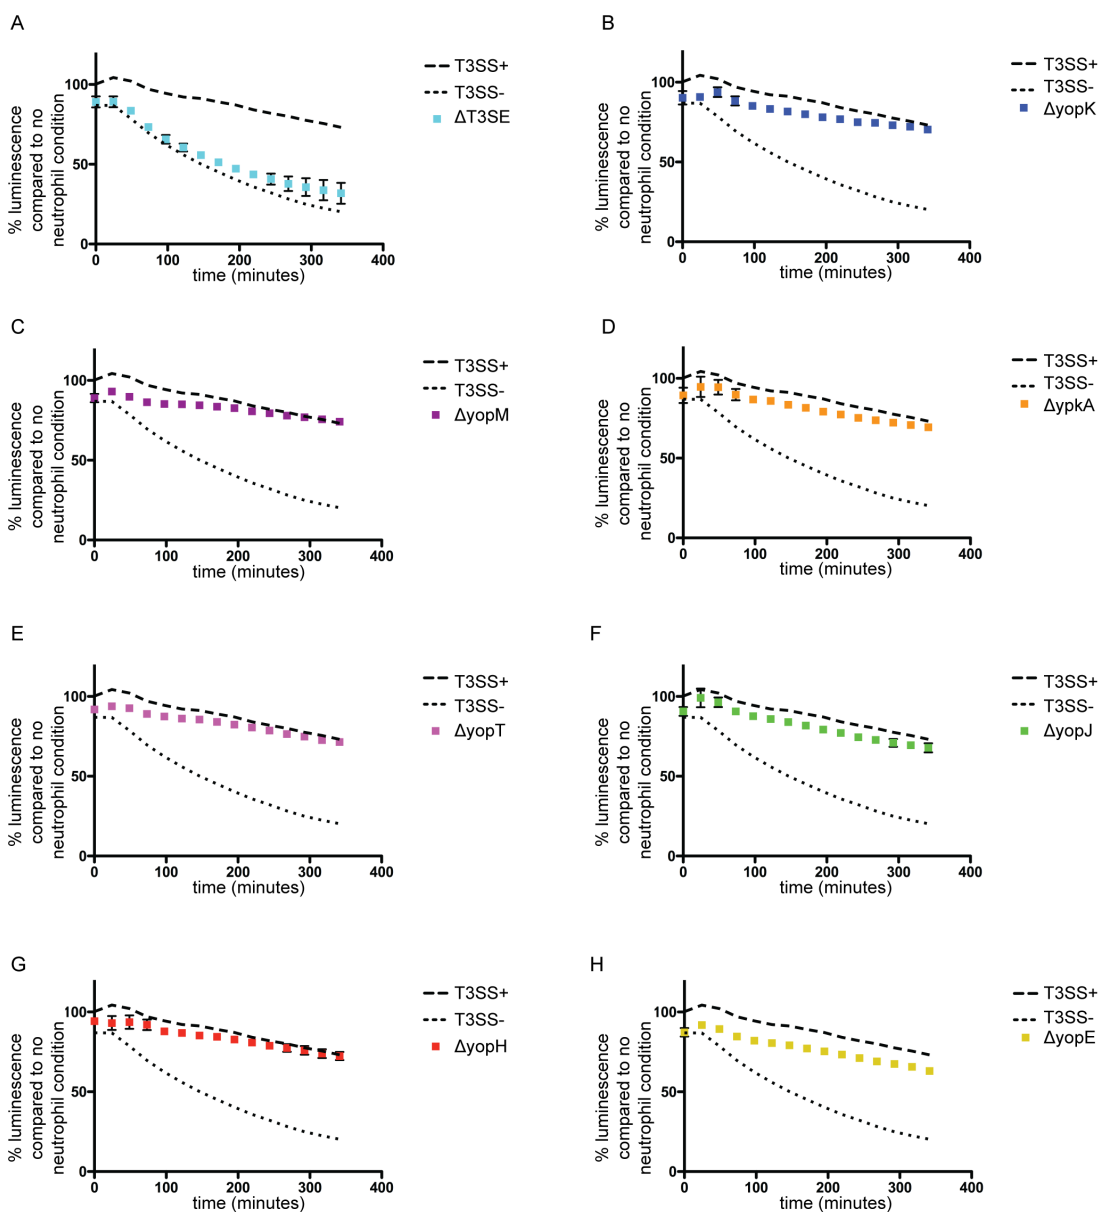 A
% luminescence
compared to no
neutrophil condition
100
50
0
0 100 200 300 400
time (minutes)
T3SS+
T3SS-
ΔT3SE
B
% luminescence
compared to no
neutrophil condition
100
50
0
0 100 200 300 400
time (minutes)
T3SS+
T3SS-
ΔyopK
C
% luminescence
compared to no
neutrophil condition
100
50
0
0 100 200 300 400
time (minutes)
T3SS+
T3SS-
ΔyopM
D
% luminescence
compared to no
neutrophil condition
100
50
0
0 100 200 300 400
time (minutes)
T3SS+
T3SS-
ΔypkA
E
% luminescence
compared to no
neutrophil condition
100
50
0
0 100 200 300 400
time (minutes)
T3SS+
T3SS-
ΔyopT
F
% luminescence
compared to no
neutrophil condition
100
50
0
0 100 200 300 400
time (minutes)
T3SS+
T3SS-
ΔyopJ
G
% luminescence
compared to no
neutrophil condition
100
50
0
0 100 200 300 400
time (minutes)
T3SS+
T3SS-
ΔyopH
H
% luminescence
compared to no
neutrophil condition
100
50
0
0 100 200 300 400
time (minutes)
T3SS+
T3SS-
ΔyopE